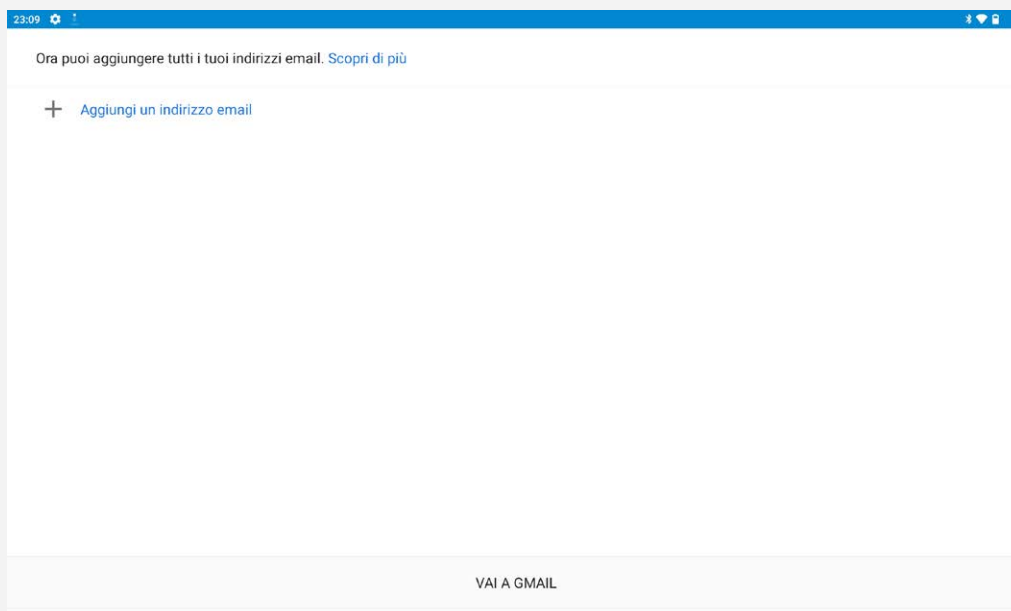 23:09
Ora puoi aggiungere tutti i tuoi indirizzi email. Scopri di più
Aggiungi un indirizzo email
VAI A GMAIL